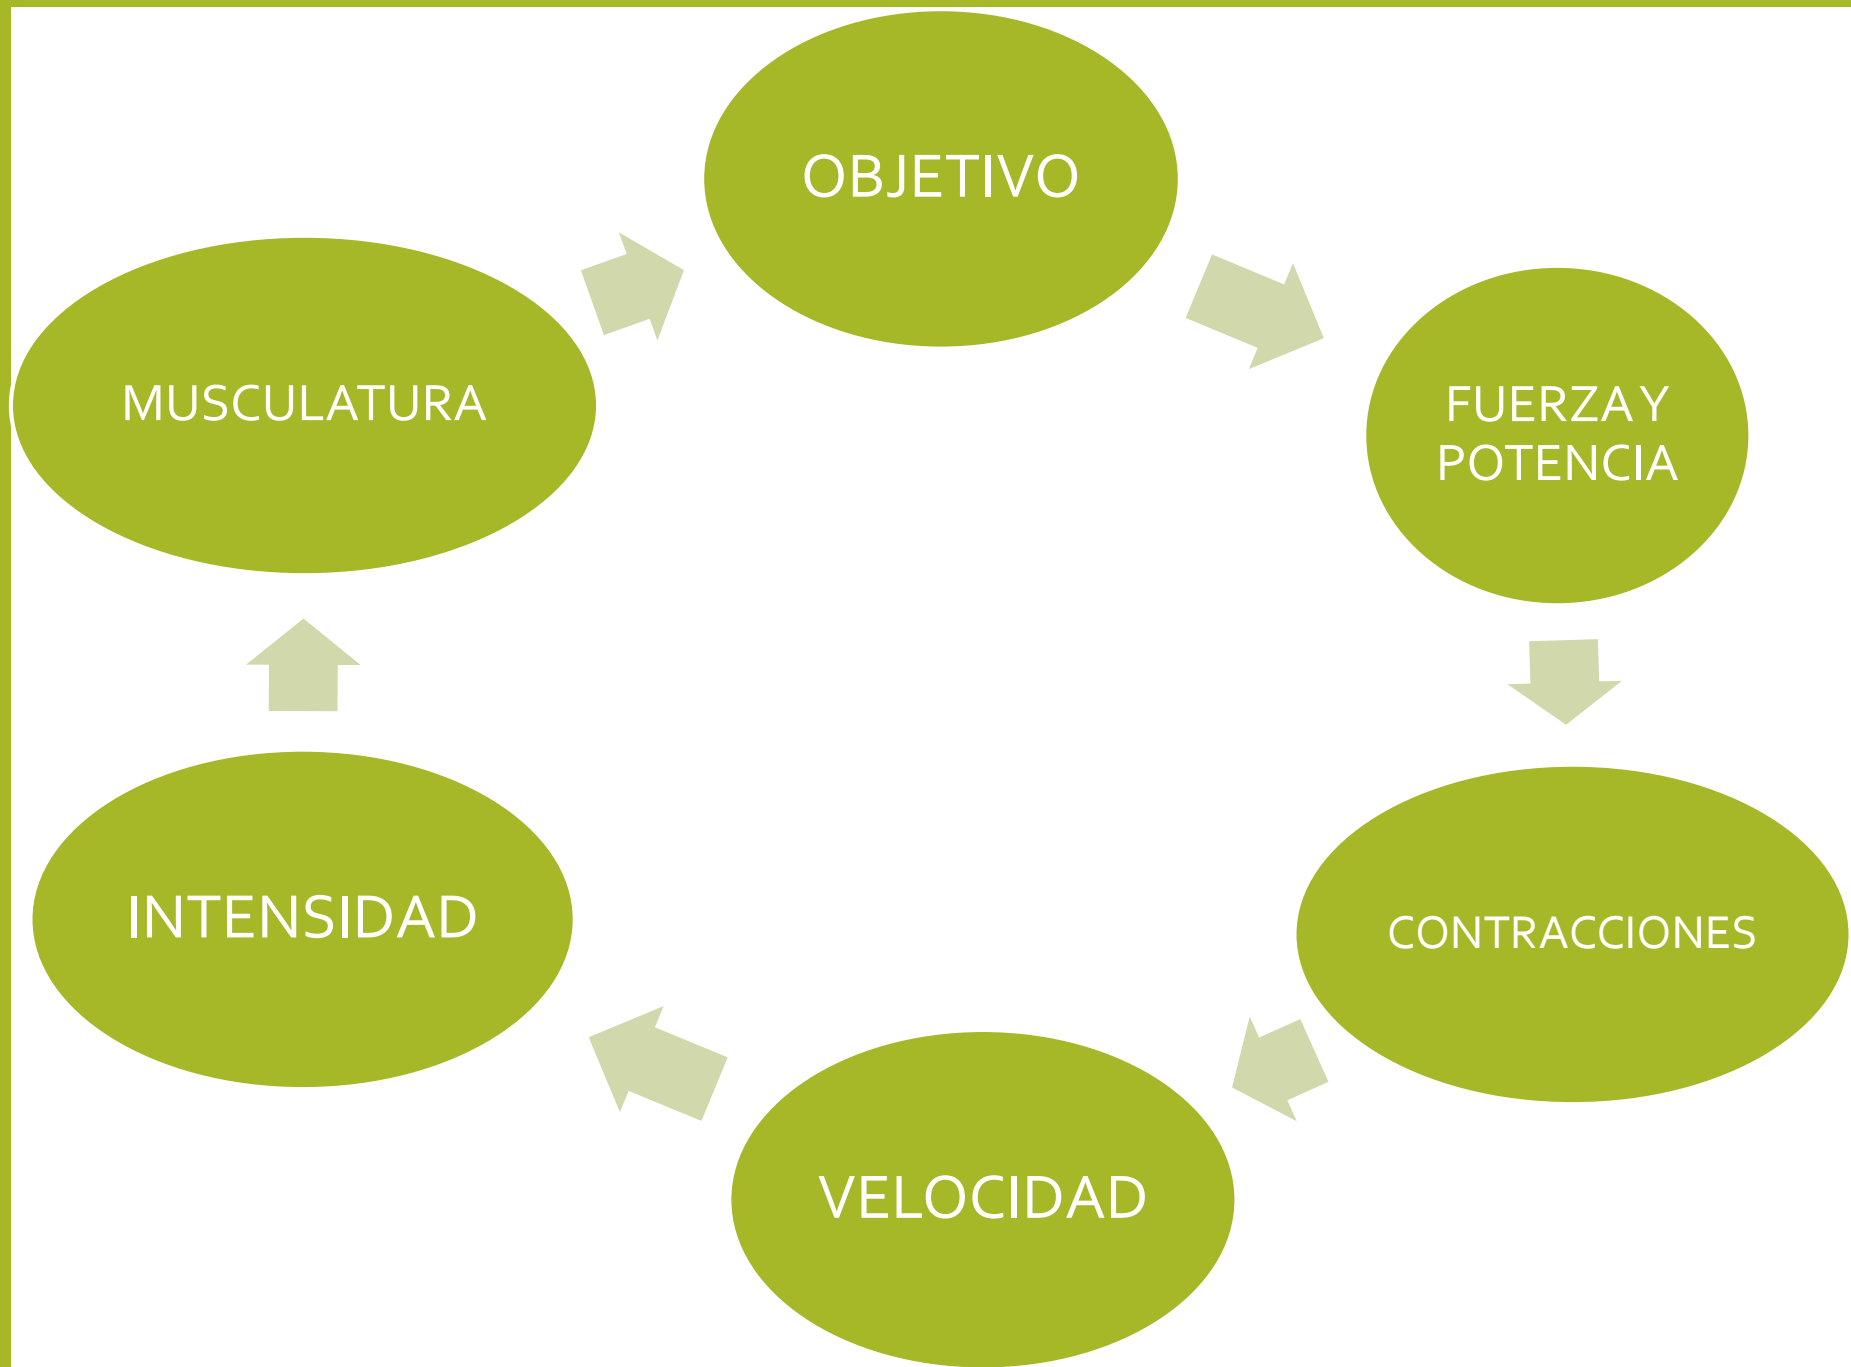 OBJETIVO
FUERZA Y
POTENCIA
CONTRACCIONES
VELOCIDAD
INTENSIDAD
MUSCULATURA